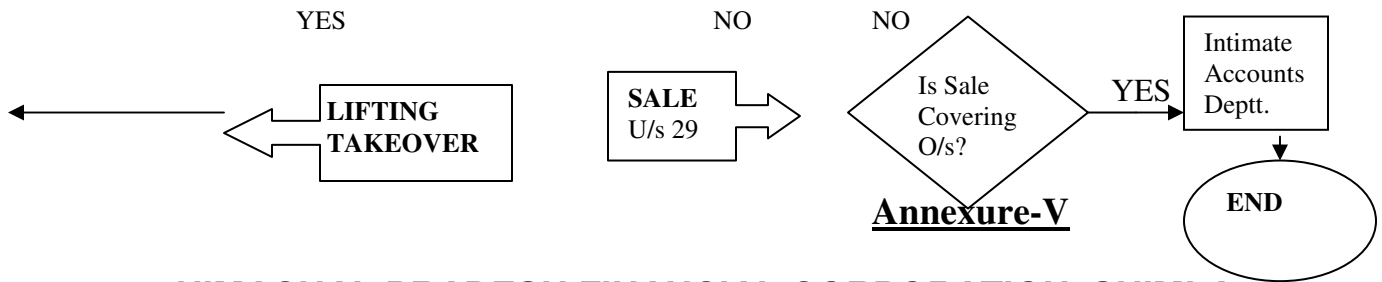 YES NO NO
LIFTING
TAKEOVER
SALE
U/s 29
Is Sale
Covering
O/s?
YES
Intimate
Accounts
Deptt.
END
Annexure-V